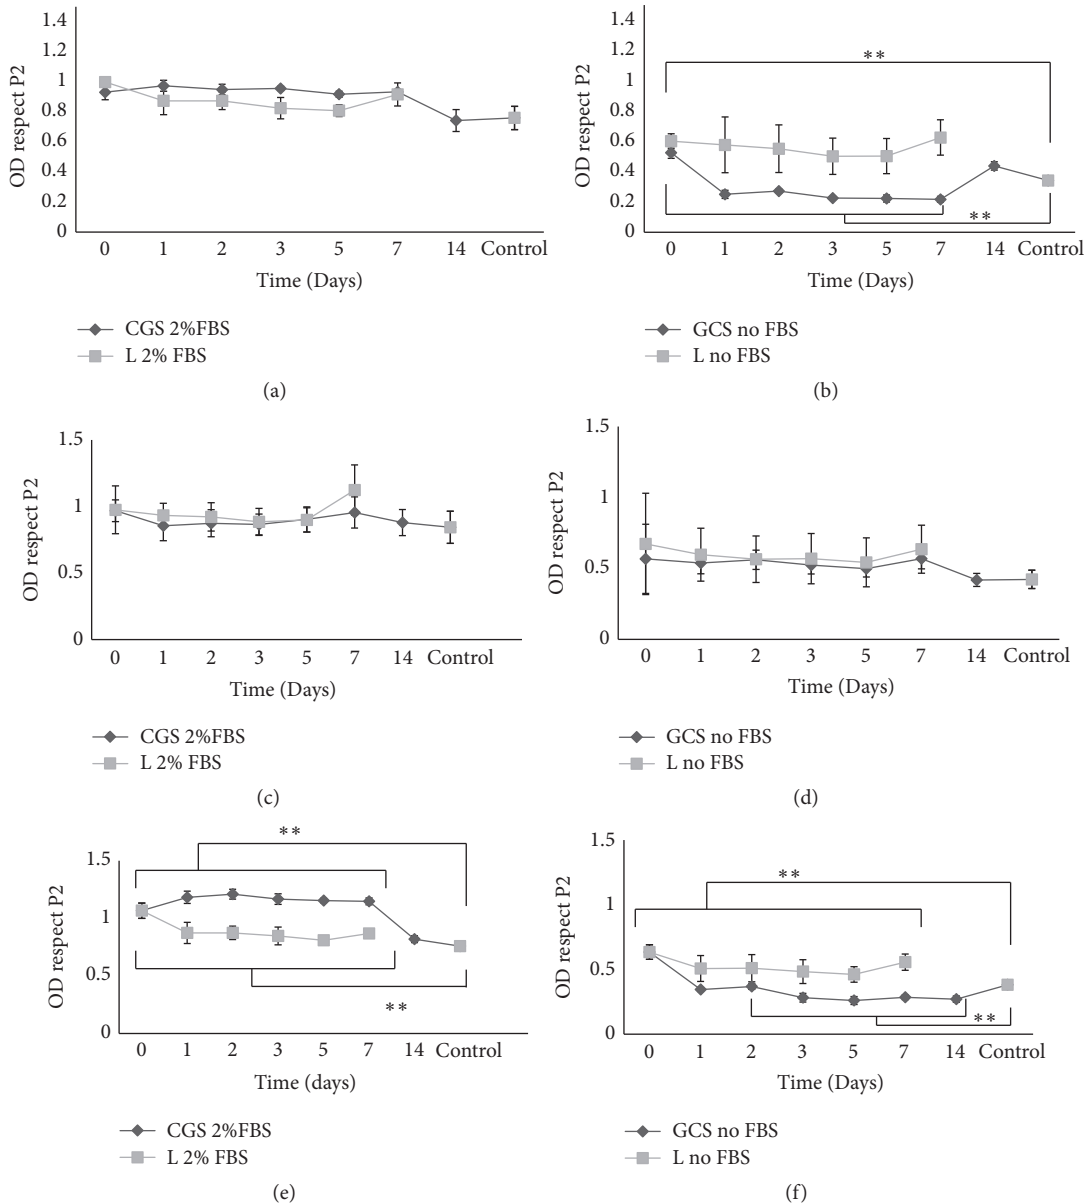 OD respect P2
1.4
1.2
1
0.8
0.6
0.4
0.2
0
0 1 2 3 5 7 14 Control
Time (Days)
CGS 2%FBS
L 2% FBS
(a)
OD respect P2
1.4
1.2
1
0.8
0.6
0.4
0.2
0
**
**
0 1 2 3 5 7 14 Control
Time (Days)
GCS no FBS
L no FBS
(b)
OD respect P2
1.5
1
0.5
0
0 1 2 3 5 7 14 Control
Time (Days)
CGS 2%FBS
L 2% FBS
(c)
OD respect P2
1.5
1
0.5
0
0 1 2 3 5 7 14 Control
Time (Days)
GCS no FBS
L no FBS
(d)
OD respect P2
1.5
1
0.5
0
**
**
0 1 2 3 5 7 14 Control
Time (days)
CGS 2%FBS
L 2% FBS
(e)
OD respect P2
1.5
1
0.5
0
**
**
0 1 2 3 5 7 14 Control
Time (Days)
GCS no FBS
L no FBS
(f)